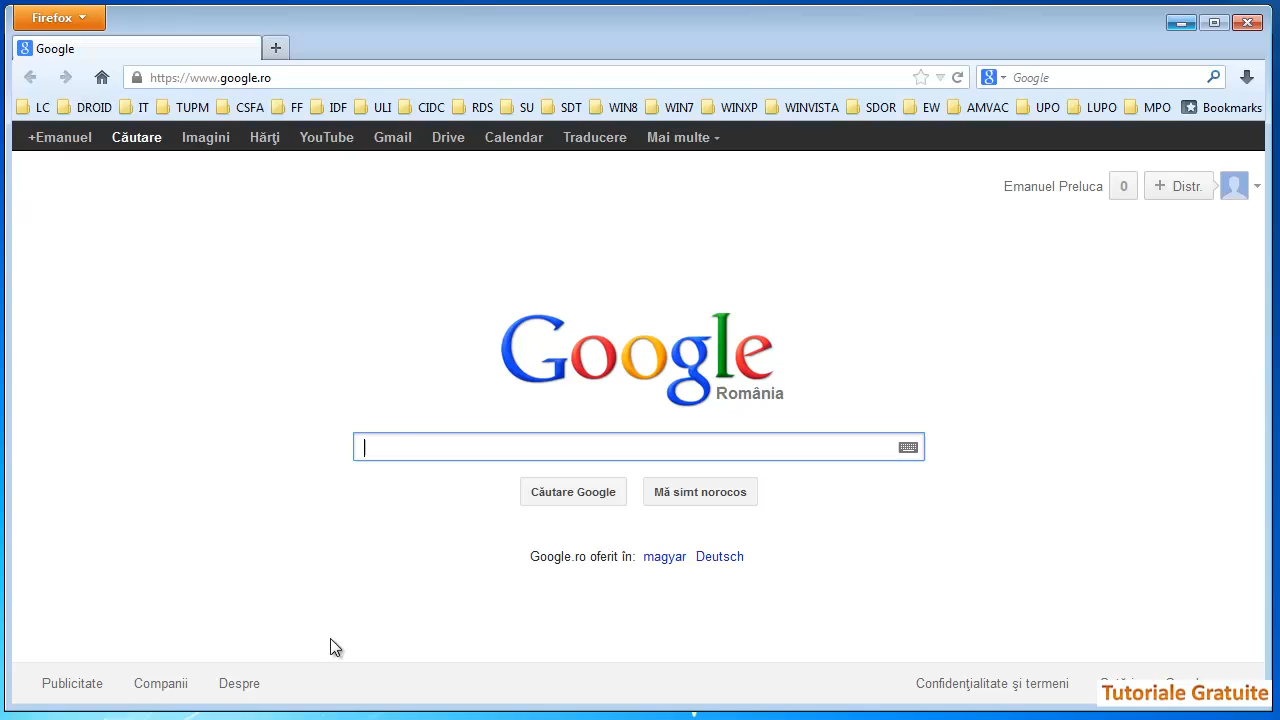 Firefox
Google
https://www.google.ro
Google
LC DROID IT TUPM CSFA FF IDF ULI CIDC RDS SU SDT WIN8 WIN7 WINXP WINVISTA SDOR EW AMVAC UPO LUPO MPO Bookmarks
+Emanuel Căutare Imagini Hărţi YouTube Gmail Drive Calendar Traducere Mai multe
Emanuel Preluca 0 + Distr.
Google
România
Căutare Google Mă simt norocos
Google.ro oferit în: magyar Deutsch
Publicitate Companii Despre Confidenţialitate şi termeni
Tutoriale Gratuite